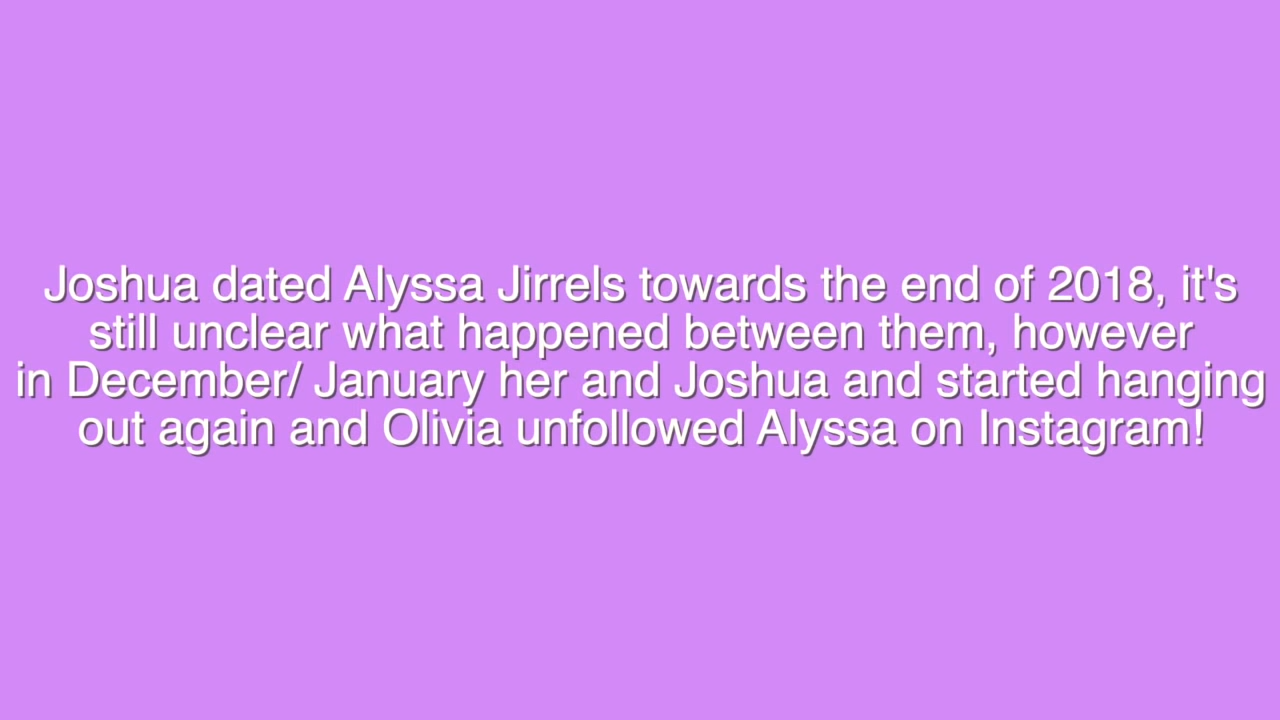 Joshua dated Alyssa Jirrels towards the end of 2018, it's
still unclear what happened between them, however
in December/ January her and Joshua and started hanging
out again and Olivia unfollowed Alyssa on Instagram!